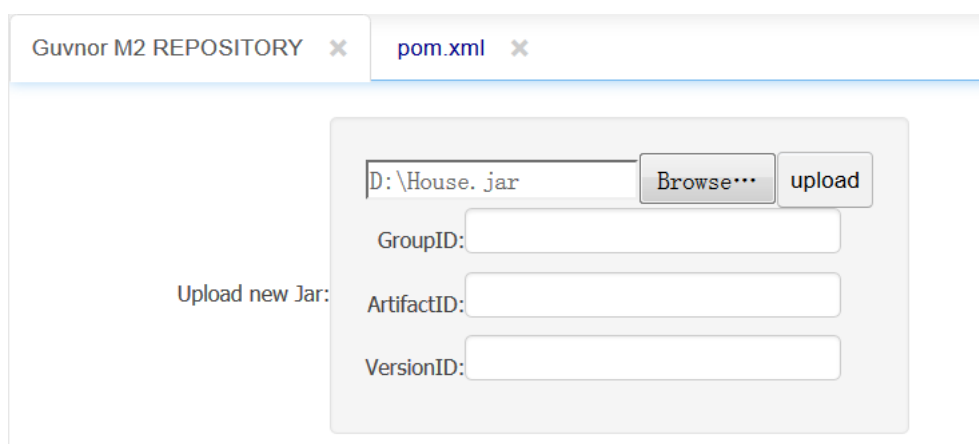 Guvnor M2 REPOSITORY
pom.xml
D:\House.jar
Browse…
upload
GroupID:
Upload new Jar:
ArtifactID:
VersionID: